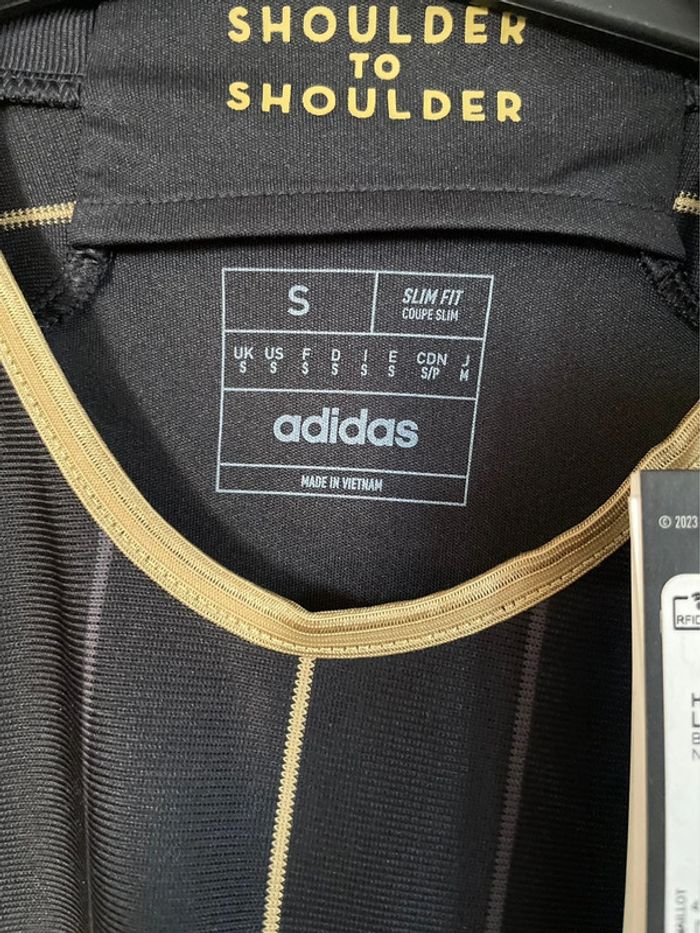 SHOULDER
TO
SHOULDER
S
SLIM FIT
COUPE SLIM
UK US F D I E CDN J
S S S S S S S/P M
adidas
MADE IN VIETNAM
© 2023
RFID